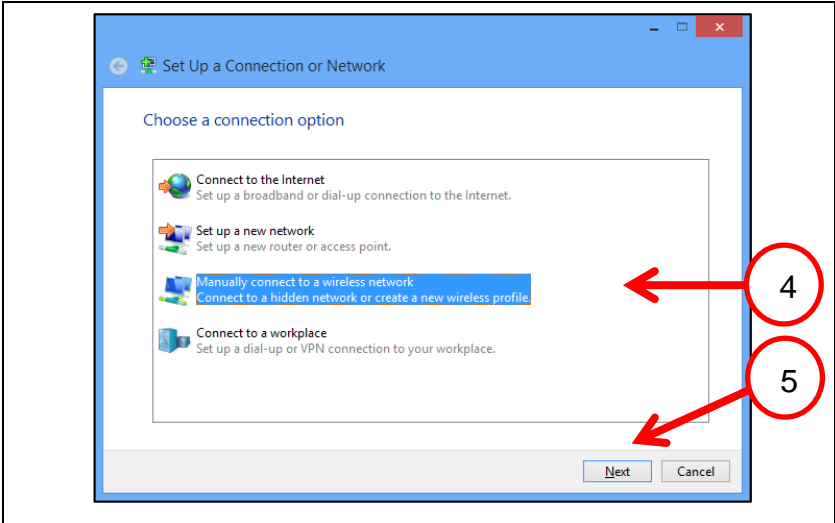 Set Up a Connection or Network
Choose a connection option
Connect to the Internet
Set up a broadband or dial-up connection to the Internet.
Set up a new network
Set up a new router or access point.
Manually connect to a wireless network
Connect to a hidden network or create a new wireless profile.
4
Connect to a workplace
Set up a dial-up or VPN connection to your workplace.
5
Next
Cancel